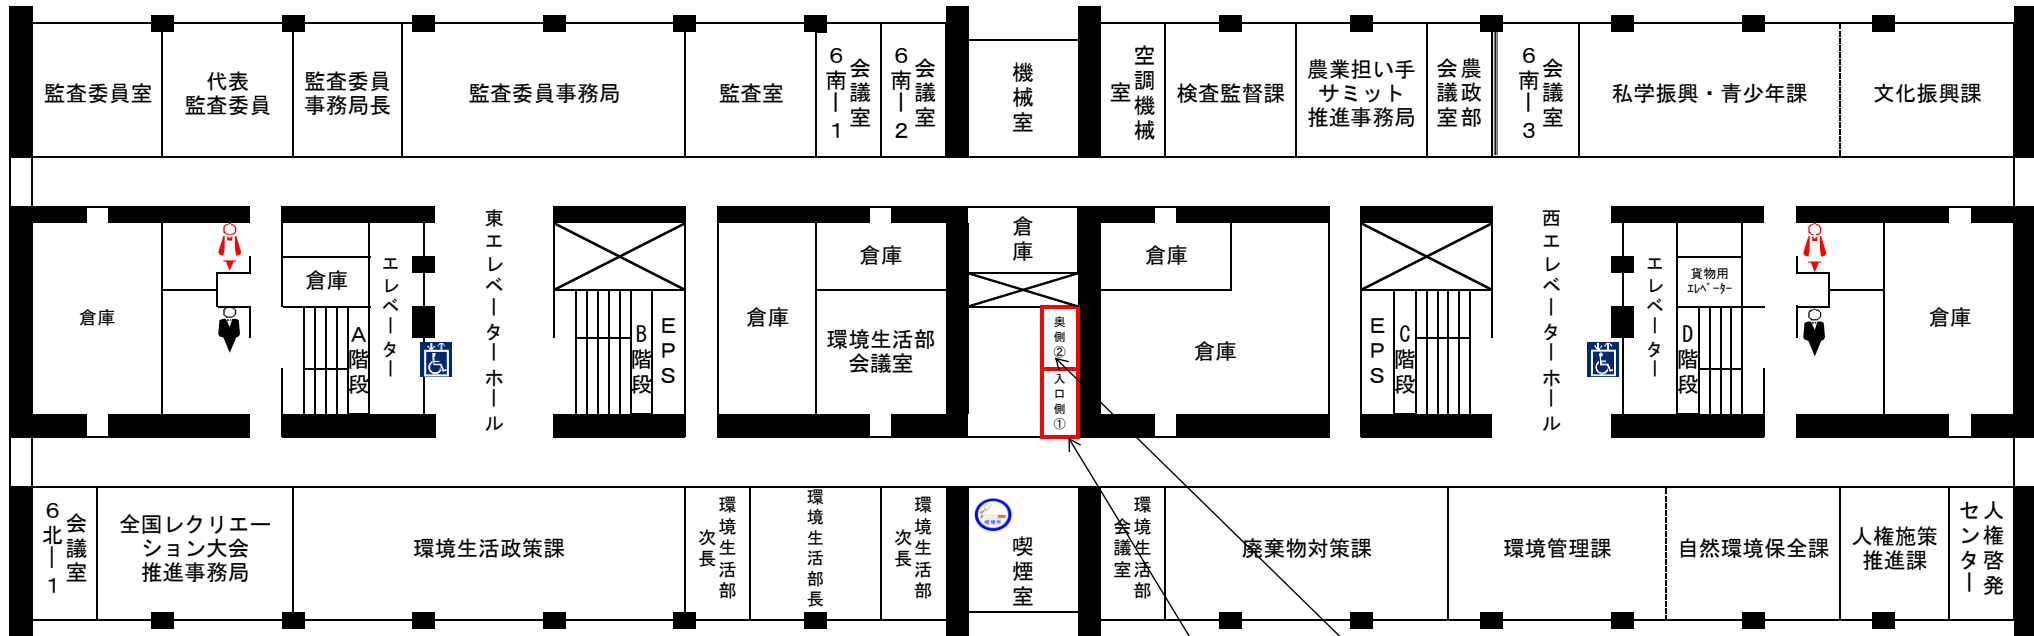 監査委員室
代表
監査委員
監査委員
事務局長
監査委員事務局
監査室
6南ー1
会議室
6南ー2
会議室
機械室
空調機械
室
検査監督課
農業担い手
サミット
推進事務局
農政部
会議室
6南ー3
会議室
私学振興・青少年課
文化振興課
倉庫
倉庫
A階段
エレベーター
東エレベーターホール
B階段
EPS
倉庫
倉庫
環境生活部
会議室
倉庫
奥側②
入口側①
倉庫
倉庫
EPS
C階段
西エレベーターホール
エレベーター
貨物用
エレベーター
D階段
倉庫
6北ー1
会議室
全国レクリエー
ション大会
推進事務局
環境生活政策課
環境生活部
次長
環境生活部長
環境生活部
次長
喫煙室
環境生活部
会議室
廃棄物対策課
環境管理課
自然環境保全課
人権施策
推進課
人権啓発
センター